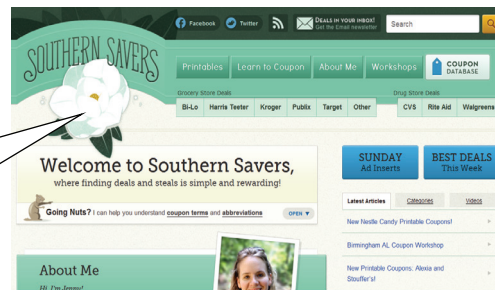 Facebook Twitter DEALS IN YOUR INBOX! Search
Get the Email newsletter
SOUTHERN SAVERS
Printables Learn to Coupon About Me Workshops COUPON
DATABASE
Grocery Store Deals Drug Store Deals
Bi-Lo Harris Teeter Kroger Publix Target Other CVS Rite Aid Walgreens
Welcome to Southern Savers,
where finding deals and steals is simple and rewarding!
Going Nuts? I can help you understand coupon terms and abbreviations OPEN ▼
SUNDAY
Ad Inserts
BEST DEALS
This Week
Latest Articles Categories Videos
New Nestle Candy Printable Coupons!
Birmingham AL Coupon Workshop
New Printable Coupons: Alexia and
Stouffer's!
About Me
Hi, I'm Jenny!